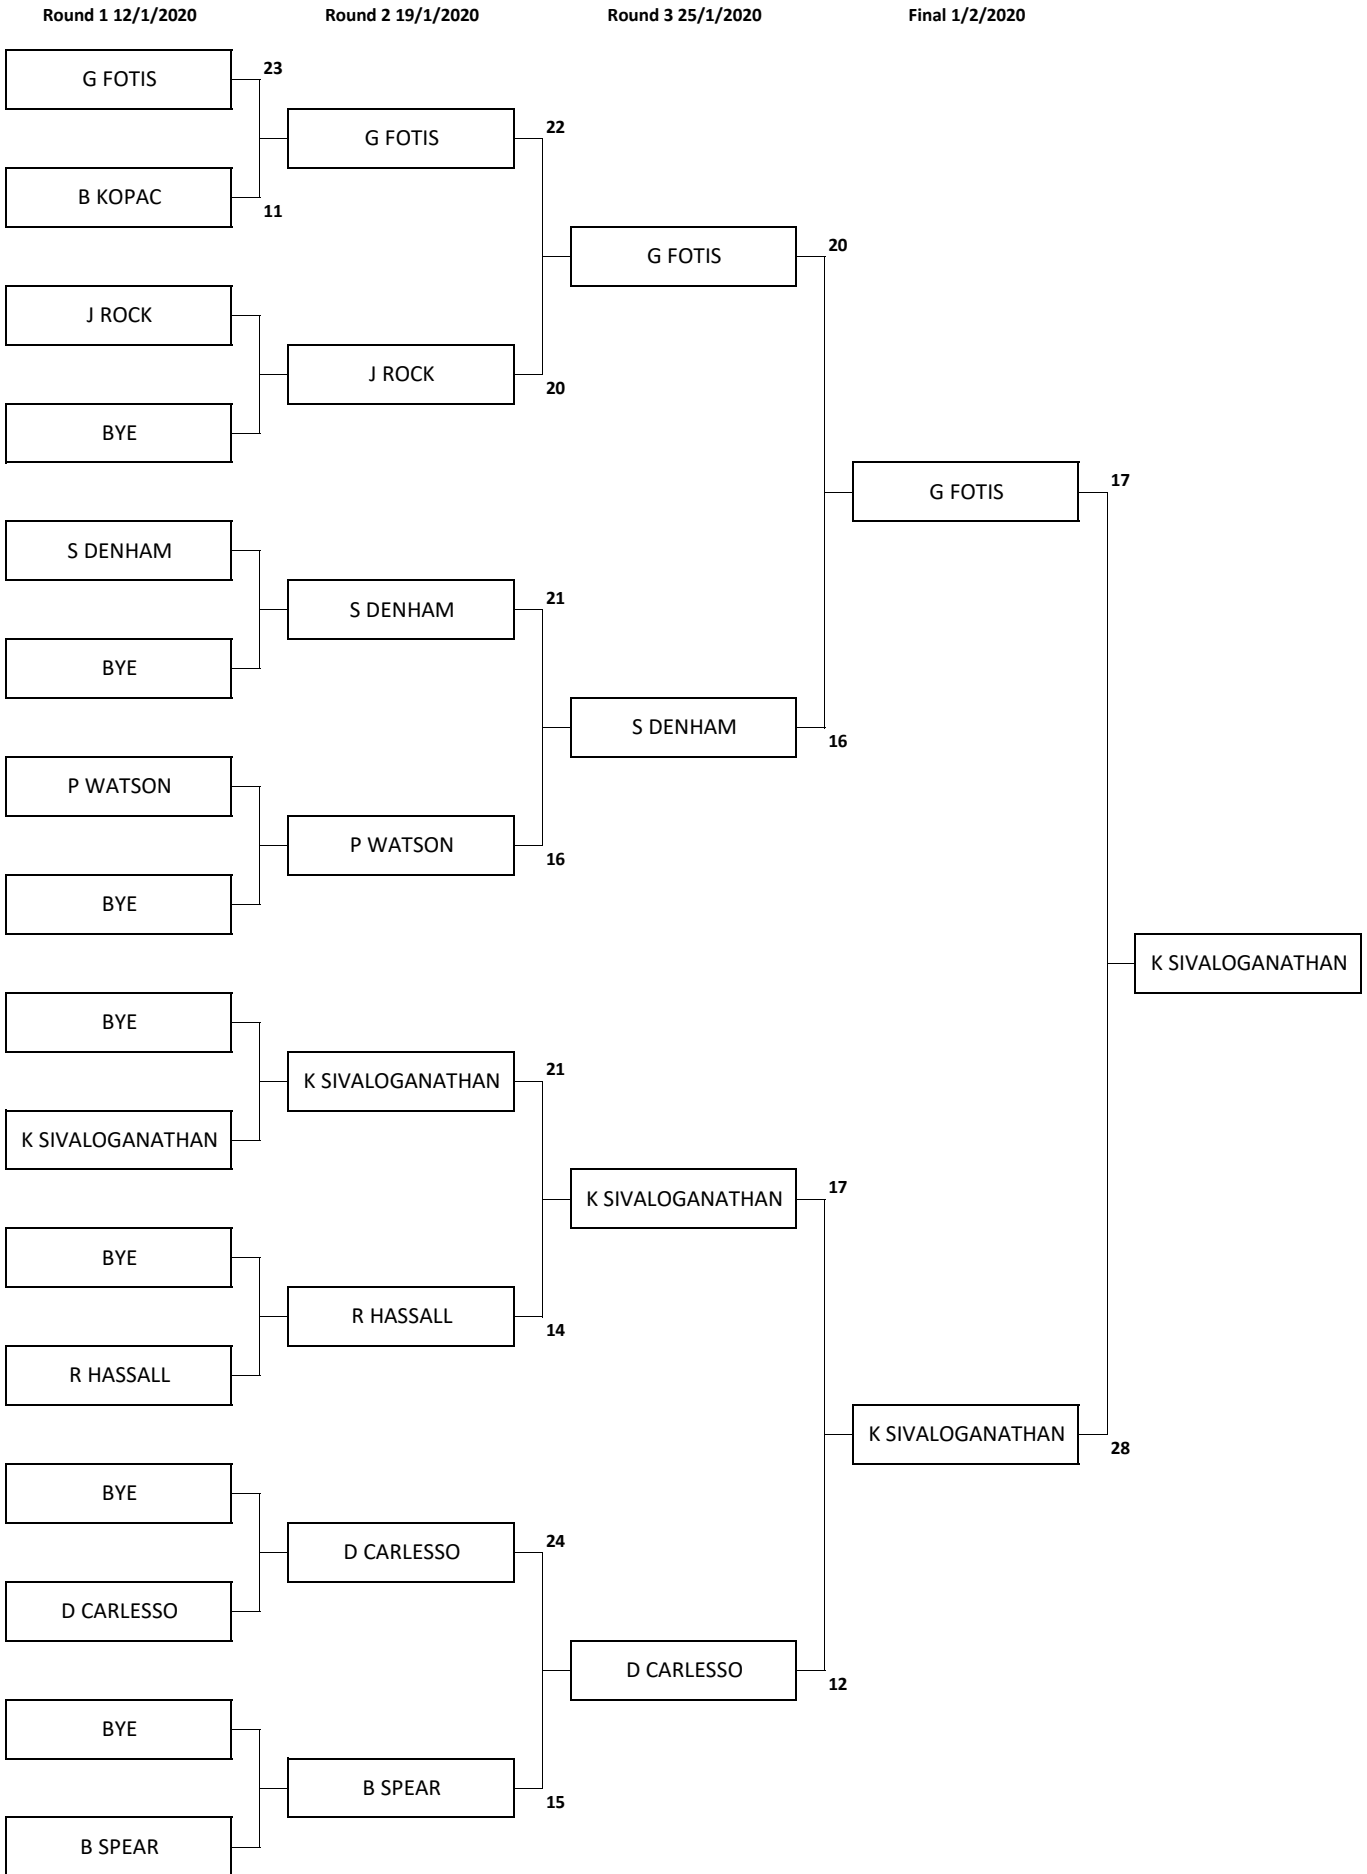 Round 1 12/1/2020 Round 2 19/1/2020 Round 3 25/1/2020 Final 1/2/2020
23
G FOTIS
22
G FOTIS
B KOPAC
11
20
G FOTIS
J ROCK
J ROCK
20
BYE
17
G FOTIS
S DENHAM
21
S DENHAM
BYE
S DENHAM
16
P WATSON
P WATSON
16
BYE
K SIVALOGANATHAN
BYE
21
K SIVALOGANATHAN
K SIVALOGANATHAN
17
K SIVALOGANATHAN
BYE
R HASSALL
14
R HASSALL
K SIVALOGANATHAN
28
BYE
24
D CARLESSO
D CARLESSO
D CARLESSO
12
BYE
B SPEAR
15
B SPEAR